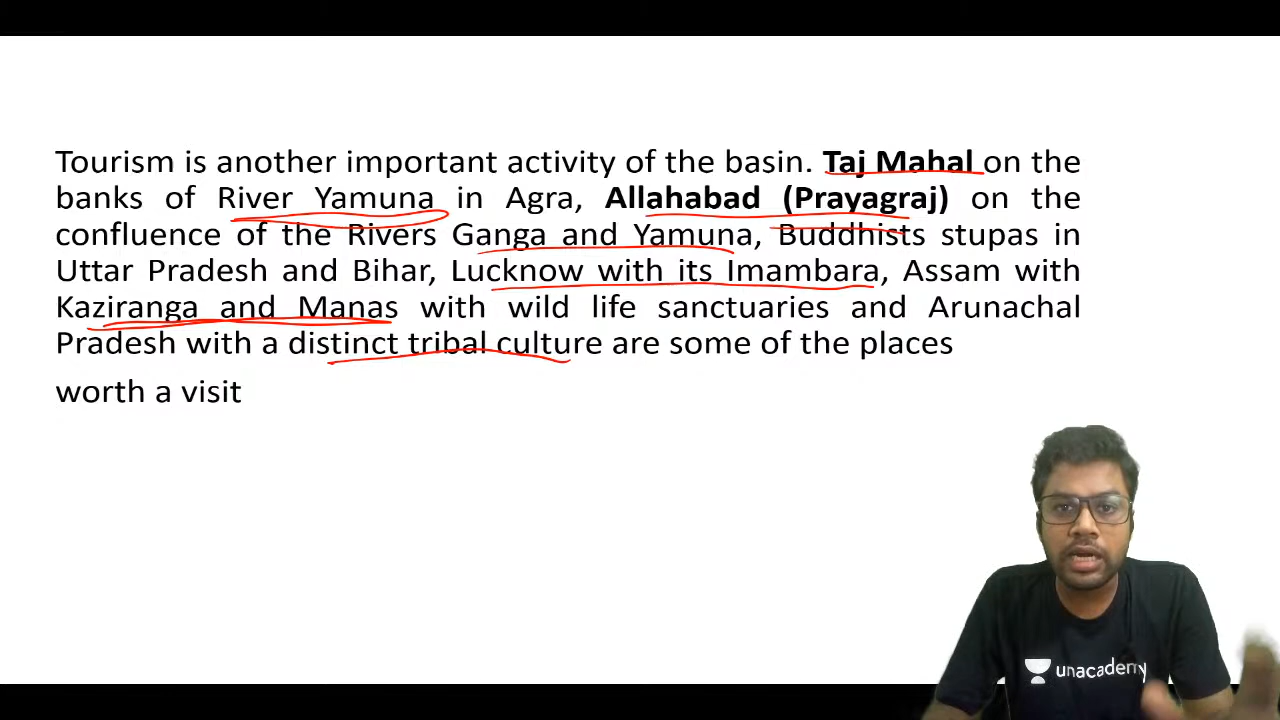 Tourism is another important activity of the basin. Taj Mahal on the
banks of River Yamuna in Agra, Allahabad (Prayagraj) on the
confluence of the Rivers Ganga and Yamuna, Buddhists stupas in
Uttar Pradesh and Bihar, Lucknow with its Imambara, Assam with
Kaziranga and Manas with wild life sanctuaries and Arunachal
Pradesh with a distinct tribal culture are some of the places
worth a visit
unacademy